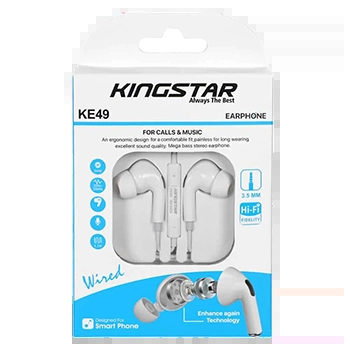 KINGSTAR
Always The Best
KE49
EARPHONE
FOR CALLS & MUSIC
An ergonomic design for a comfortable fit painless for long wearing.
excellent sound quality. Mega bass stereo earphone.
3.5 MM
Hi-Fi
FIDELITY
Wired
Designed For
Smart Phone
Enhance again
Technology